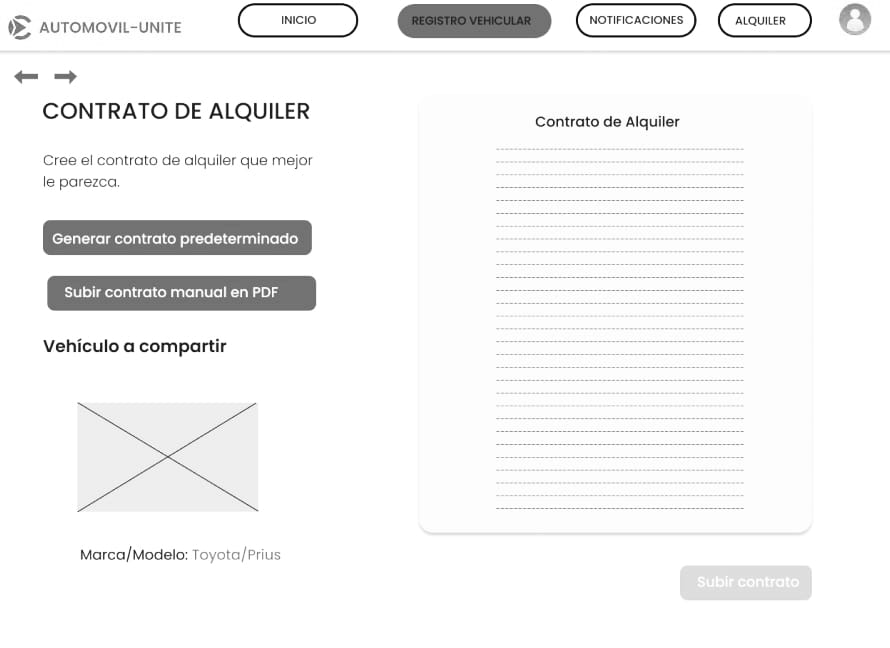 AUTOMOVIL-UNITE
INICIO
REGISTRO VEHICULAR
NOTIFICACIONES
ALQUILER
CONTRATO DE ALQUILER
Cree el contrato de alquiler que mejor
le parezca.
Generar contrato predeterminado
Subir contrato manual en PDF
Vehículo a compartir
Marca/Modelo: Toyota/Prius
Contrato de Alquiler
Subir contrato